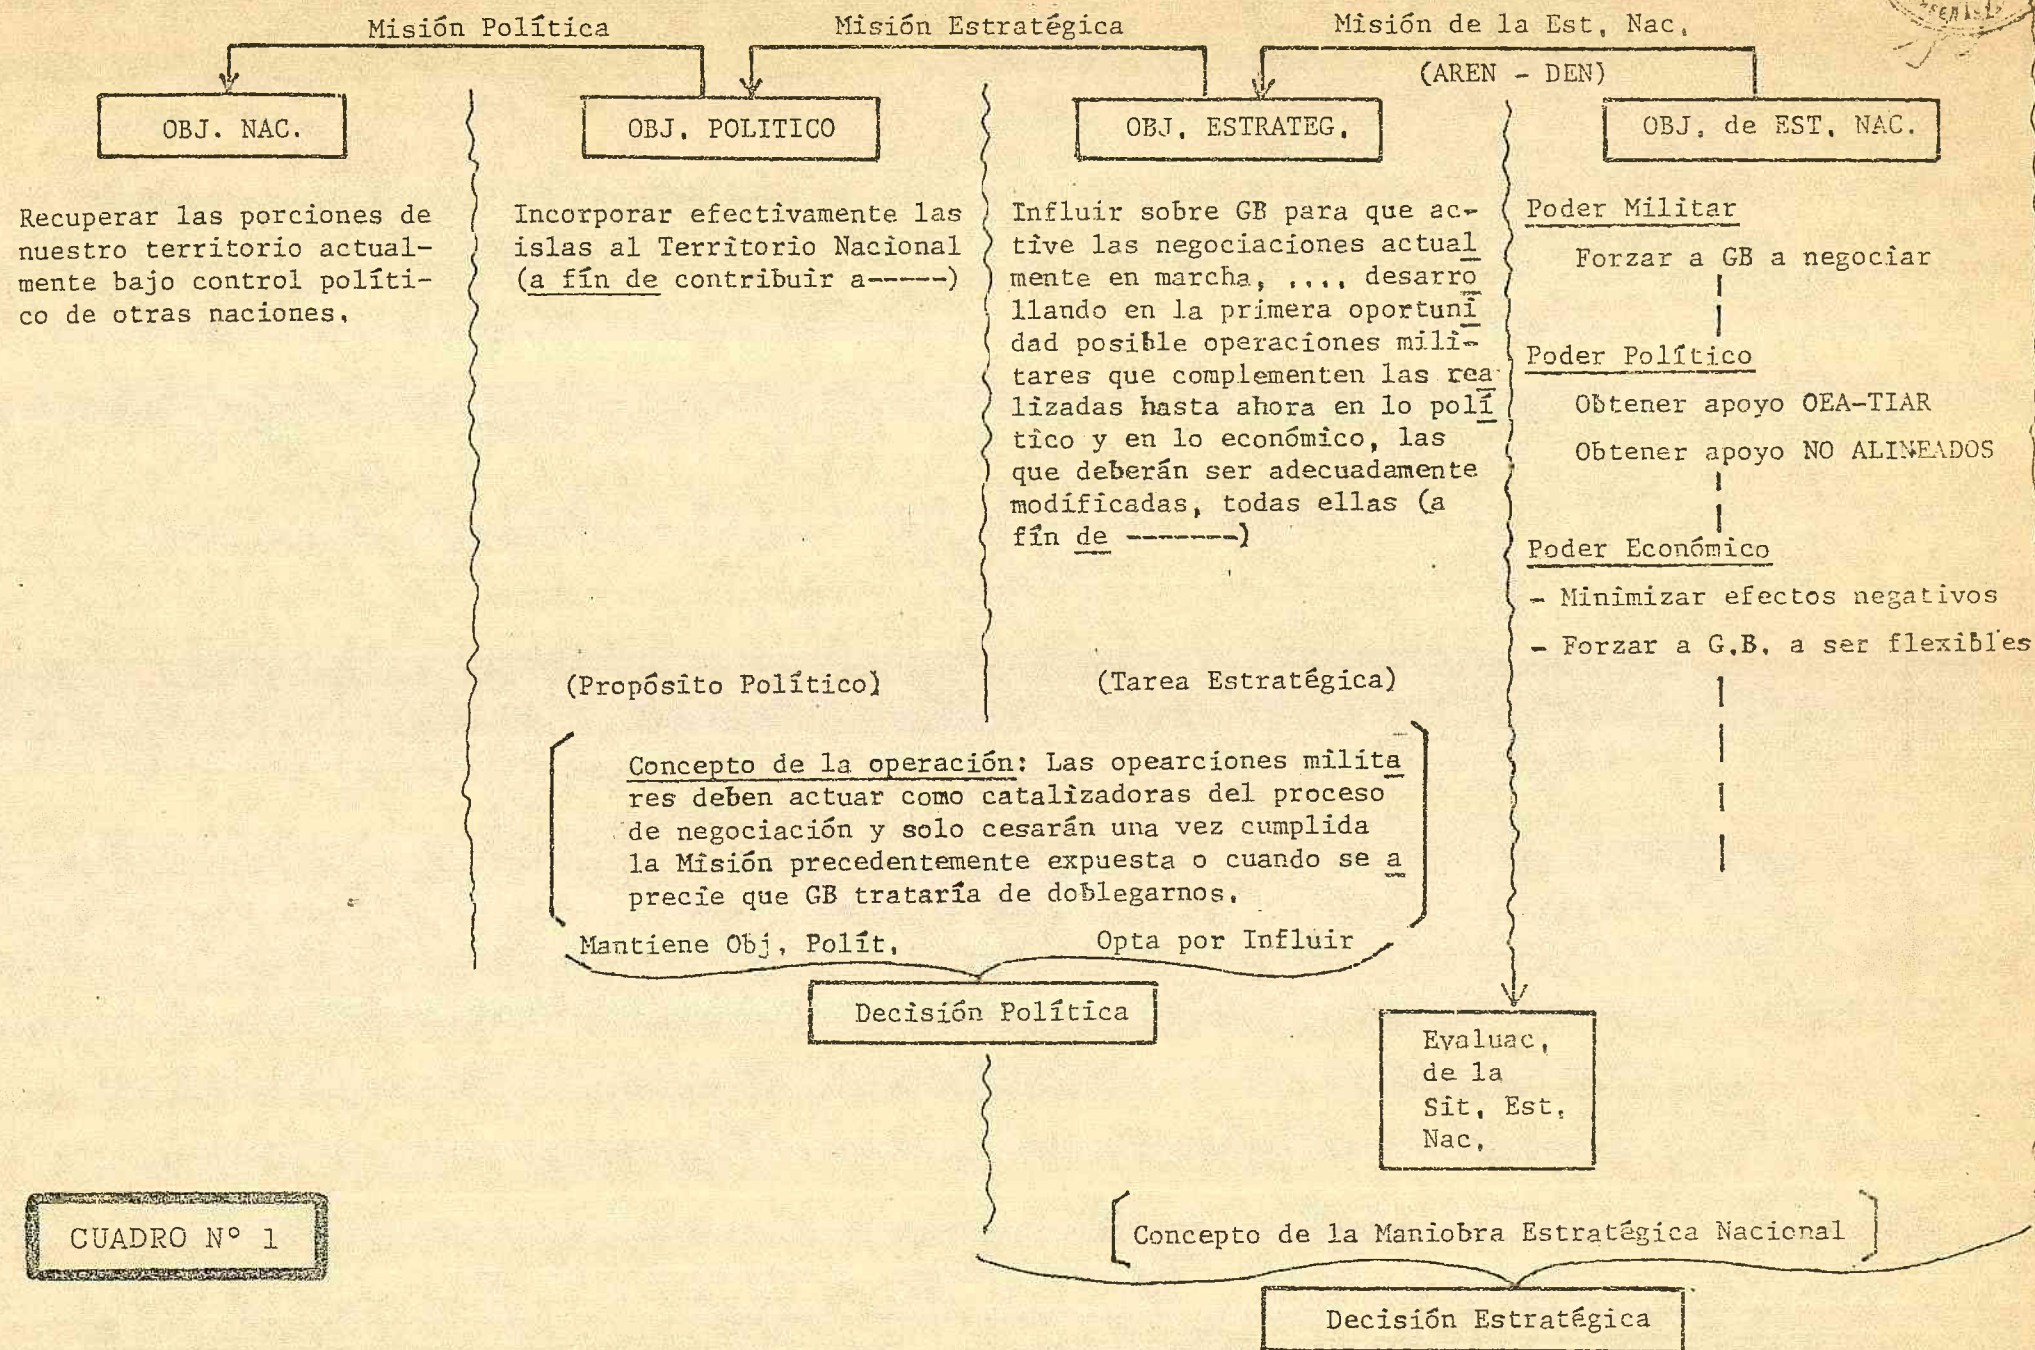 Misión Política
Misión Estratégica
Misión de la Est. Nac.
(AREN - DEN)
OBJ. NAC.
OBJ. POLITICO
OBJ. ESTRATEG.
OBJ. de EST. NAC.
Recuperar las porciones de
nuestro territorio actual-
mente bajo control políti-
co de otras naciones.
Incorporar efectivamente las
islas al Territorio Nacional
(a fín de contribuir a-----)
(Propósito Político)
Influir sobre GB para que ac-
tive las negociaciones actual
mente en marcha, .... desarro
llando en la primera oportuni
dad posible operaciones mili-
tares que complementen las rea
lizadas hasta ahora en lo polí
tico y en lo económico, las
que deberán ser adecuadamente
modificadas, todas ellas (a
fín de -------)
(Tarea Estratégica)
Poder Militar
Forzar a GB a negociar
Poder Político
Obtener apoyo OEA-TIAR
Obtener apoyo NO ALINEADOS
Poder Económico
- Minimizar efectos negativos
- Forzar a G.B. a ser flexibles
Concepto de la operación: Las opearciones milita
res deben actuar como catalizadoras del proceso
de negociación y solo cesarán una vez cumplida
la Misión precedentemente expuesta o cuando se a
precie que GB trataría de doblegarnos.
Mantiene Obj. Polít.
Opta por Influir
Decisión Política
Evaluac.
de la
Sit. Est.
Nac.
CUADRO Nº 1
Concepto de la Maniobra Estratégica Nacional
Decisión Estratégica